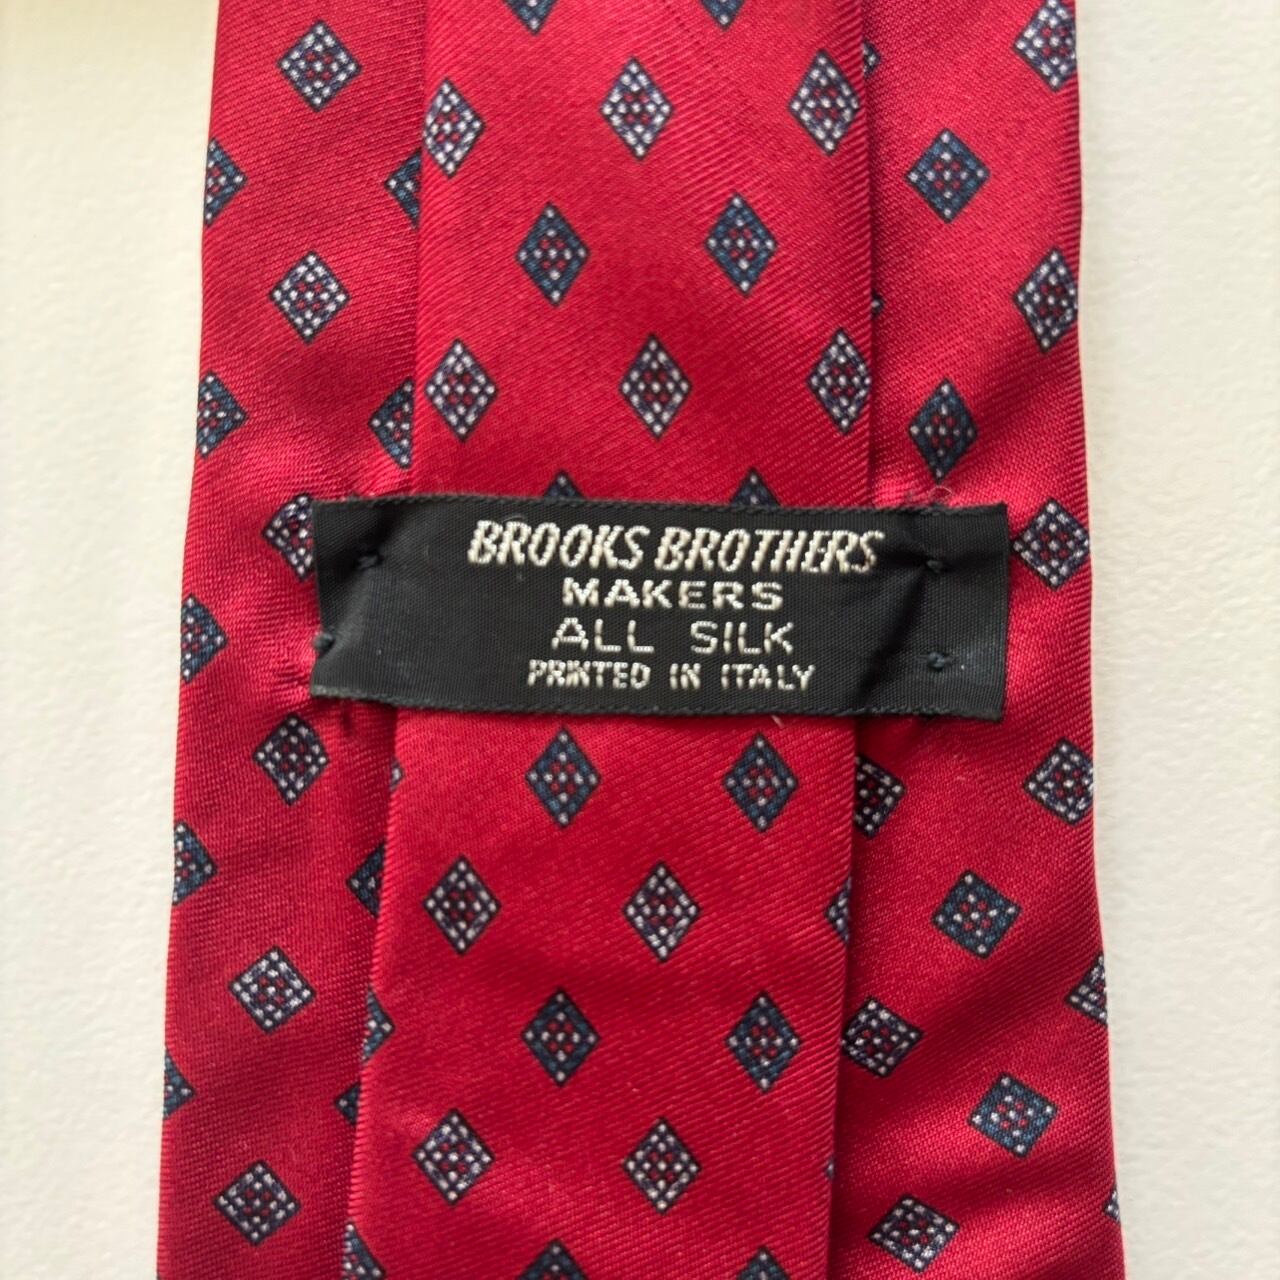 BROOKS BROTHERS
MAKERS
ALL SILK
PRINTED IN ITALY